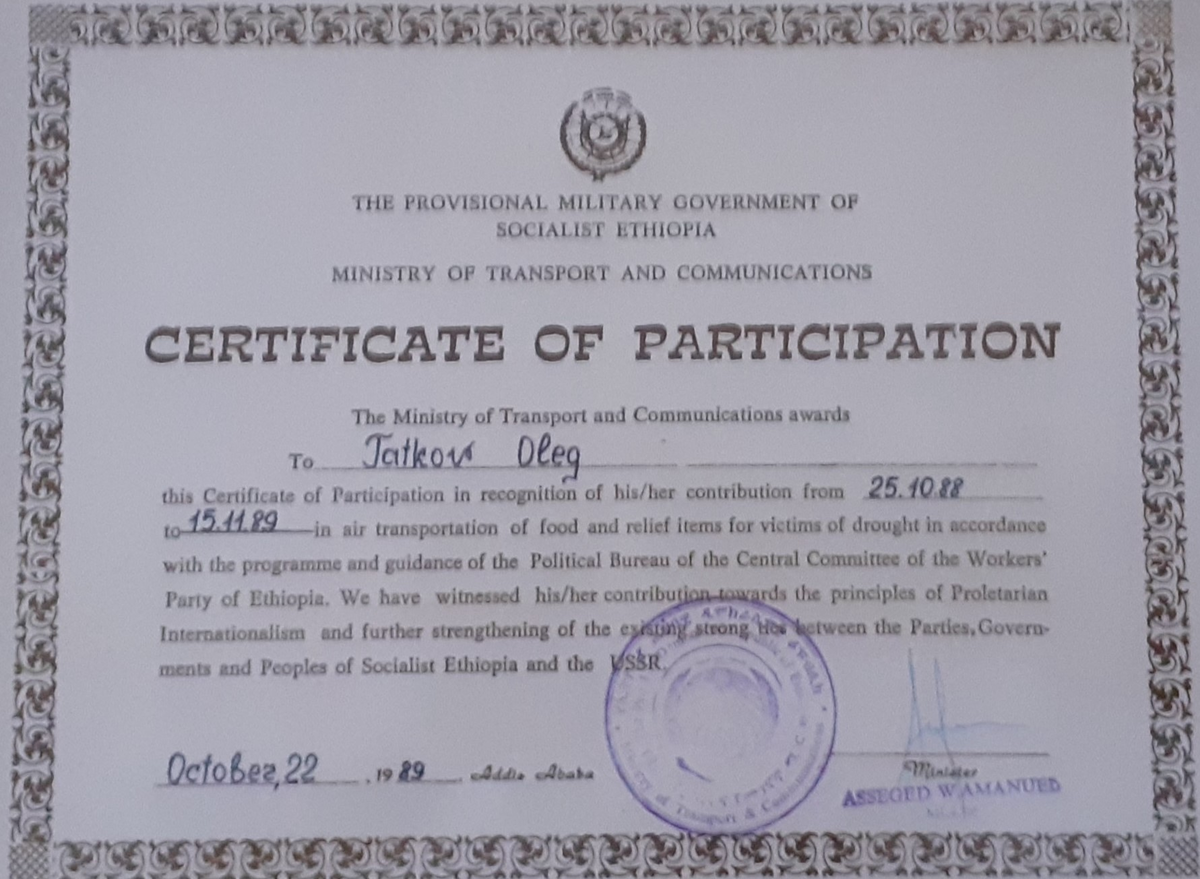 THE PROVISIONAL MILITARY GOVERNMENT OF
SOCIALIST ETHIOPIA
MINISTRY OF TRANSPORT AND COMMUNICATIONS
CERTIFICATE OF PARTICIPATION
The Ministry of Transport and Communications awards
To Tatkov Oleg
this Certificate of Participation in recognition of his/her contribution from 25.10.88
to 15.11.89 in air transportation of food and relief items for victims of drought in accordance
with the programme and guidance of the Political Bureau of the Central Committee of the Workers'
Party of Ethiopia. We have witnessed his/her contribution towards the principles of Proletarian
Internationalism and further strengthening of the existing strong ties between the Parties, Govern-
ments and Peoples of Socialist Ethiopia and the USSR.
October, 22, 1989 Addis Ababa
Minister
ASSEGED W.AMANUEL
of Transport & Communications